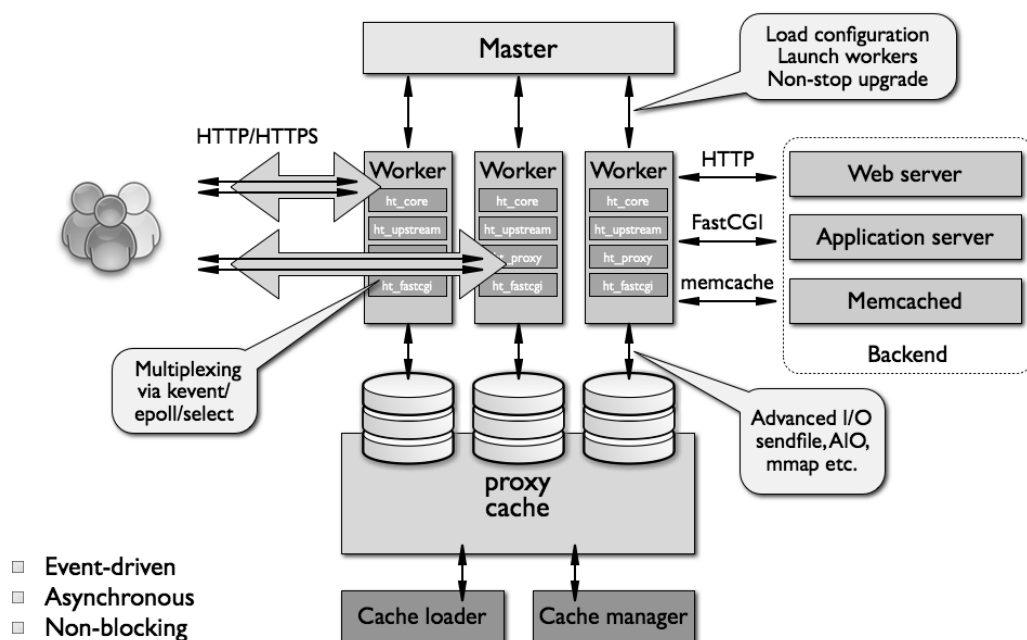 Master
Load configuration
Launch workers
Non-stop upgrade
HTTP/HTTPS
Worker
ht_core
ht_upstream
ht_fastcgi
Worker
ht_core
ht_upstream
ht_proxy
ht_fastcgi
Worker
ht_core
ht_upstream
ht_proxy
ht_fastcgi
HTTP
FastCGI
memcache
Web server
Application server
Memcached
Backend
Multiplexing
via kevent/
epoll/select
Advanced I/O
sendfile, AIO,
mmap etc.
proxy
cache
Event-driven
Asynchronous
Non-blocking
Cache loader
Cache manager